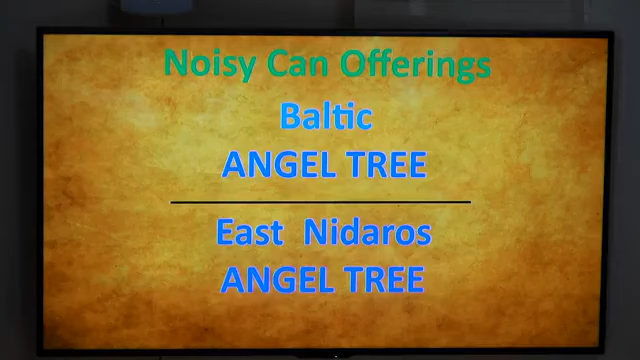 Noisy Can Offerings
Baltic
ANGEL TREE
East Nidaros
ANGEL TREE